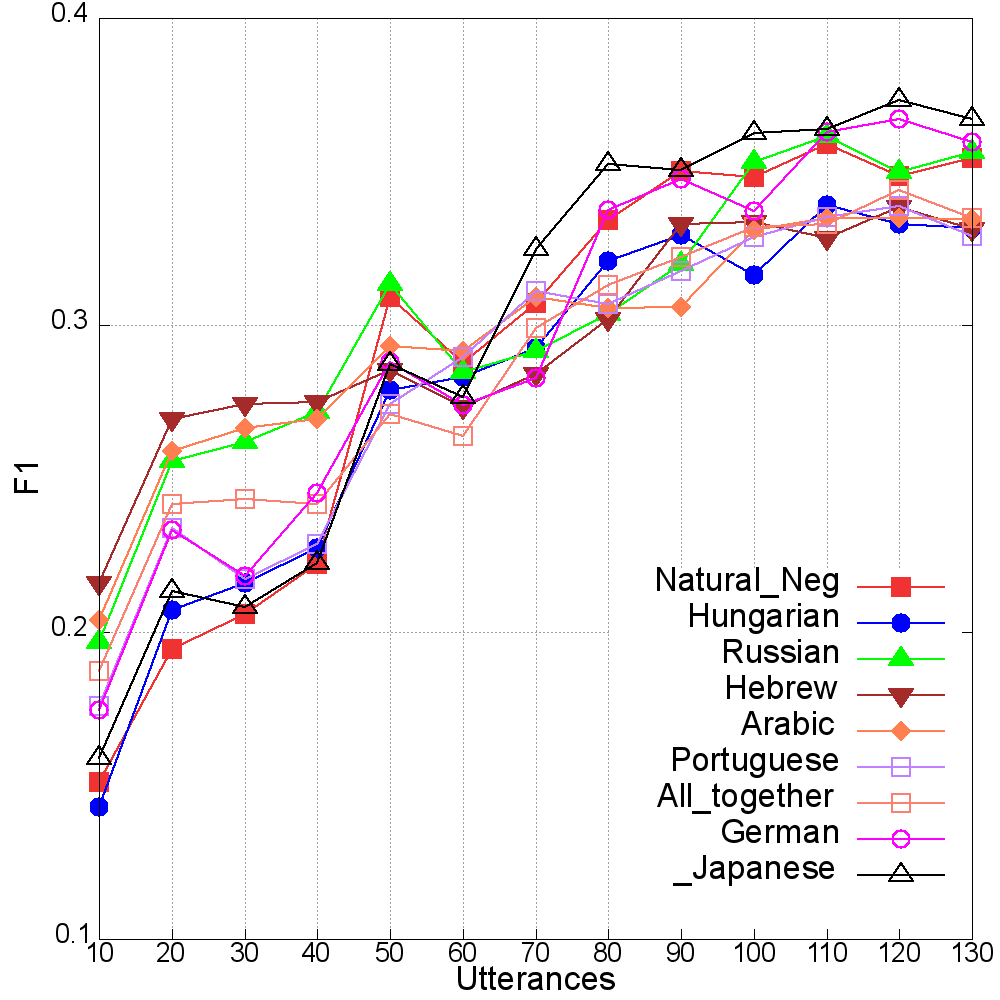 0.4
0.3
0.2
0.1
F1
Natural_Neg
Hungarian
Russian
Hebrew
Arabic
Portuguese
All_together
German
_Japanese
10 20 30 40 50 60 70 80 90 100 110 120 130
Utterances